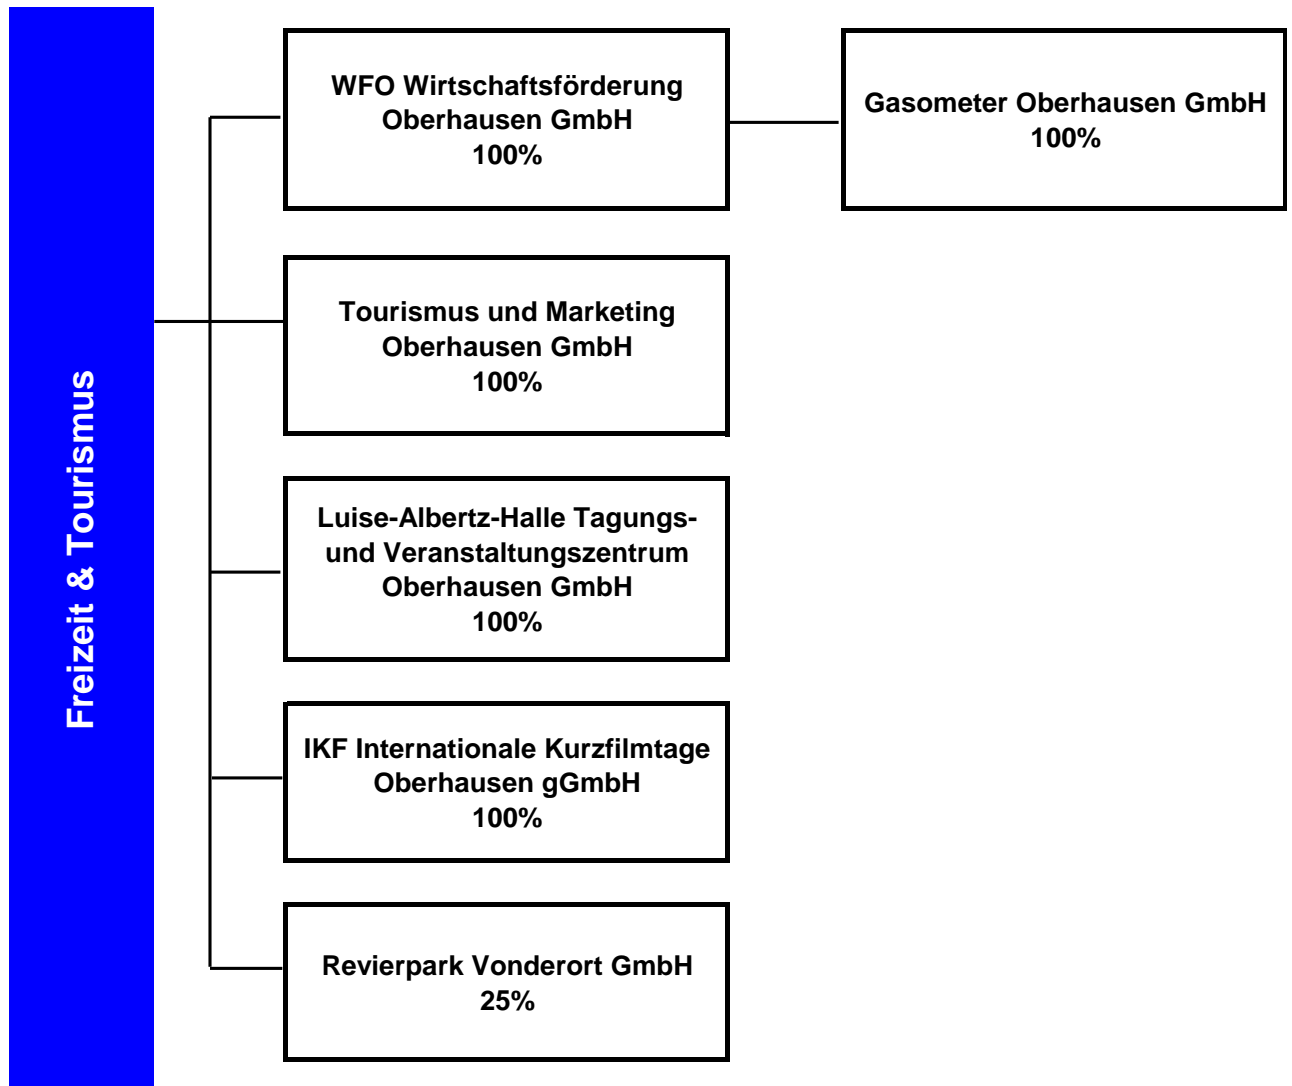 Freizeit & Tourismus
WFO Wirtschaftsförderung
Oberhausen GmbH
100%
Gasometer Oberhausen GmbH
100%
Tourismus und Marketing
Oberhausen GmbH
100%
Luise-Albertz-Halle Tagungs-
und Veranstaltungszentrum
Oberhausen GmbH
100%
IKF Internationale Kurzfilmtage
Oberhausen gGmbH
100%
Revierpark Vonderort GmbH
25%